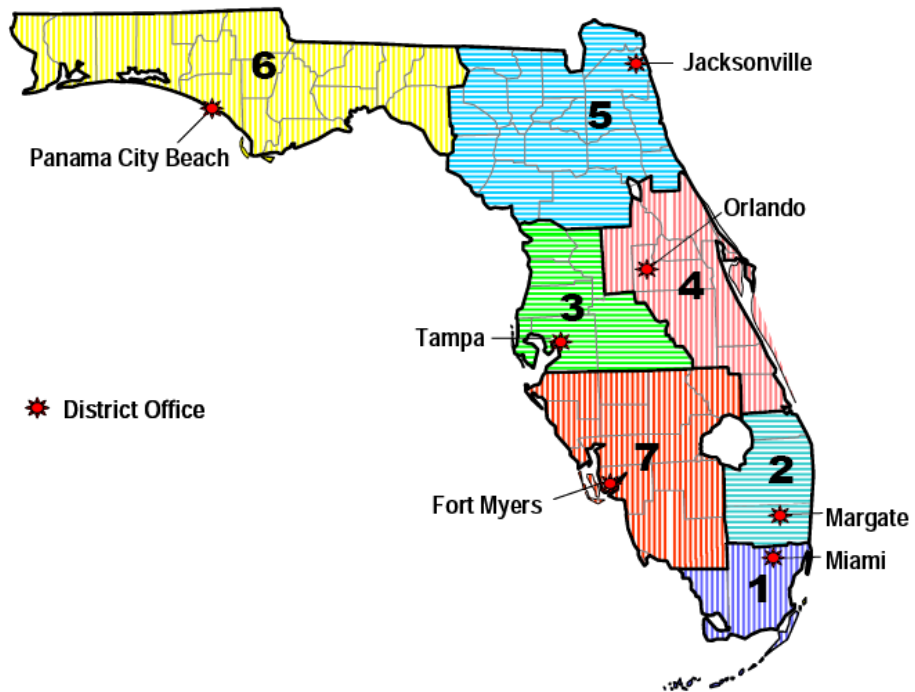 6
Jacksonville
5
Panama City Beach
Orlando
4
3
Tampa
District Office
7
2
Fort Myers
Margate
Miami
1